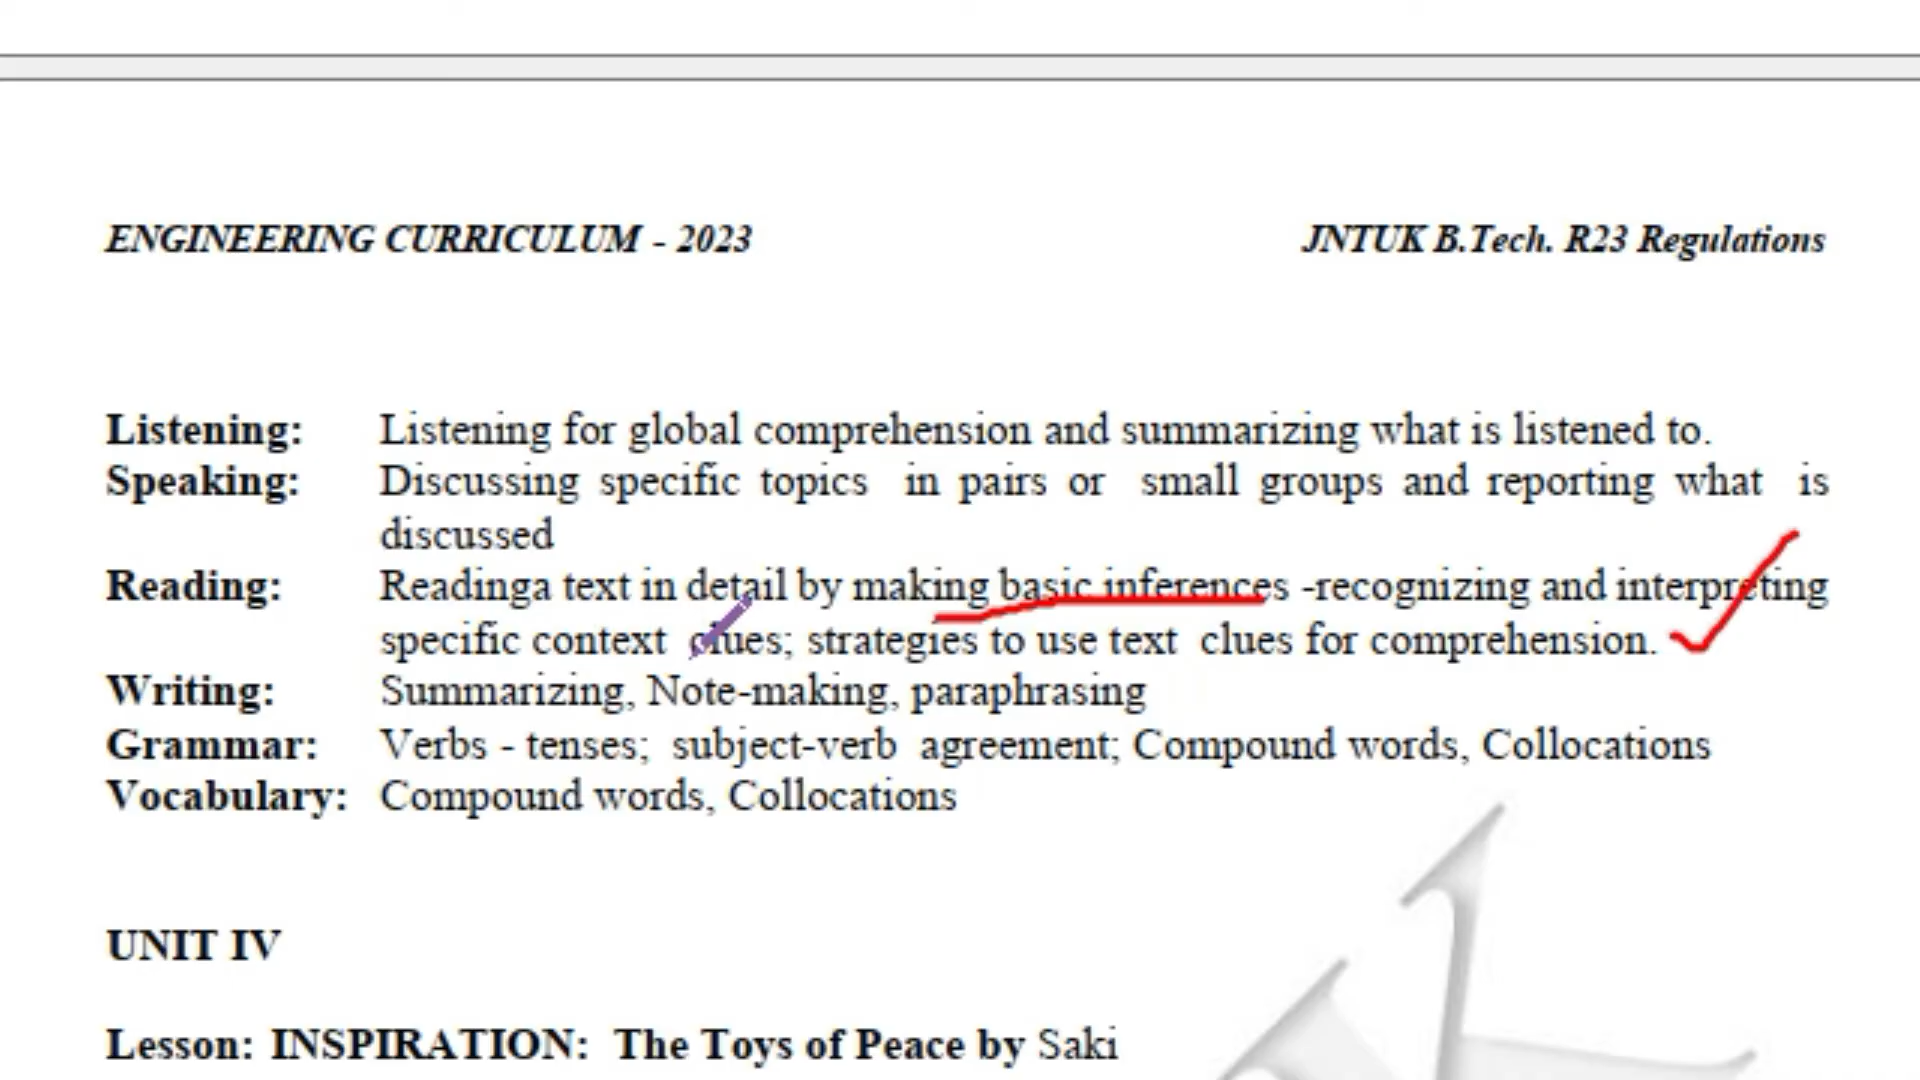 ENGINEERING CURRICULUM - 2023 JNTUK B.Tech. R23 Regulations
Listening: Listening for global comprehension and summarizing what is listened to.
Speaking: Discussing specific topics in pairs or small groups and reporting what is
discussed
Reading: Readinga text in detail by making basic inferences -recognizing and interpreting
specific context clues; strategies to use text clues for comprehension.
Writing: Summarizing, Note-making, paraphrasing
Grammar: Verbs - tenses; subject-verb agreement; Compound words, Collocations
Vocabulary: Compound words, Collocations
UNIT IV
Lesson: INSPIRATION: The Toys of Peace by Saki